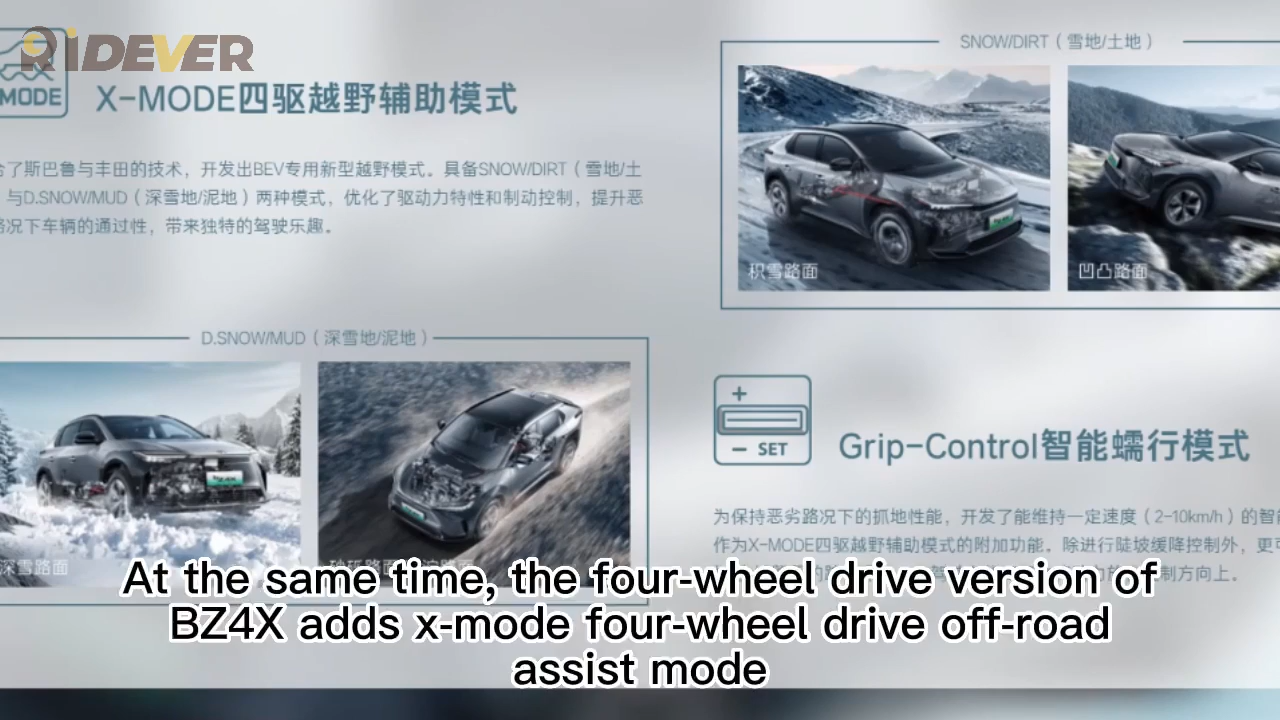 RIDEVER
MODE
X-MODE四驱越野辅助模式
合了斯巴鲁与丰田的技术，开发出BEV专用新型越野模式。具备SNOW/DIRT（雪地/土
与D.SNOW/MUD（深雪地/泥地）两种模式，优化了驱动力特性和制动控制，提升恶
路况下车辆的通过性，带来独特的驾驶乐趣。
SNOW/DIRT（雪地/土地）
积雪路面
凹凸路面
D.SNOW/MUD（深雪地/泥地）
深雪路面
+
- SET
Grip-Control智能蠕行模式
为保持恶劣路况下的抓地性能，开发了能维持一定速度（2-10km/h）的智能
作为X-MODE四驱越野辅助模式的附加功能。除进行陡坡缓降控制外，更可
制方向上。
At the same time, the four-wheel drive version of
BZ4X adds x-mode four-wheel drive off-road
assist mode